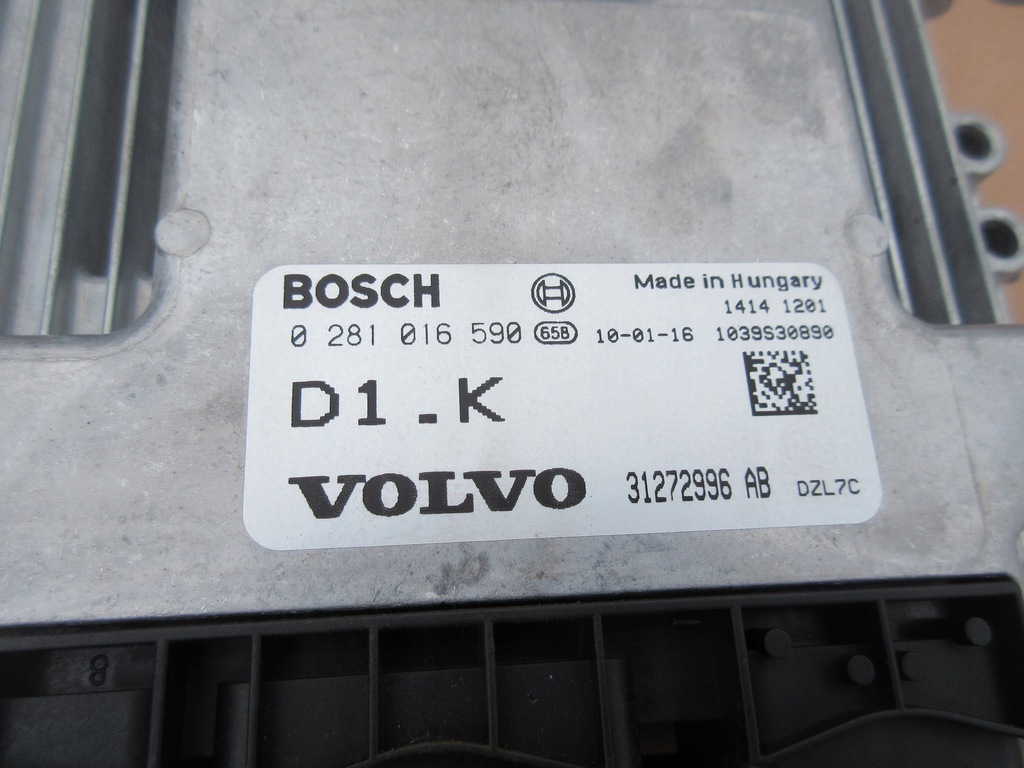 BOSCH Made in Hungary
1414 1201
0 281 016 590 65B 10-01-16 1039S30890
D1.K
VOLVO 31272996 AB DZL7C
8